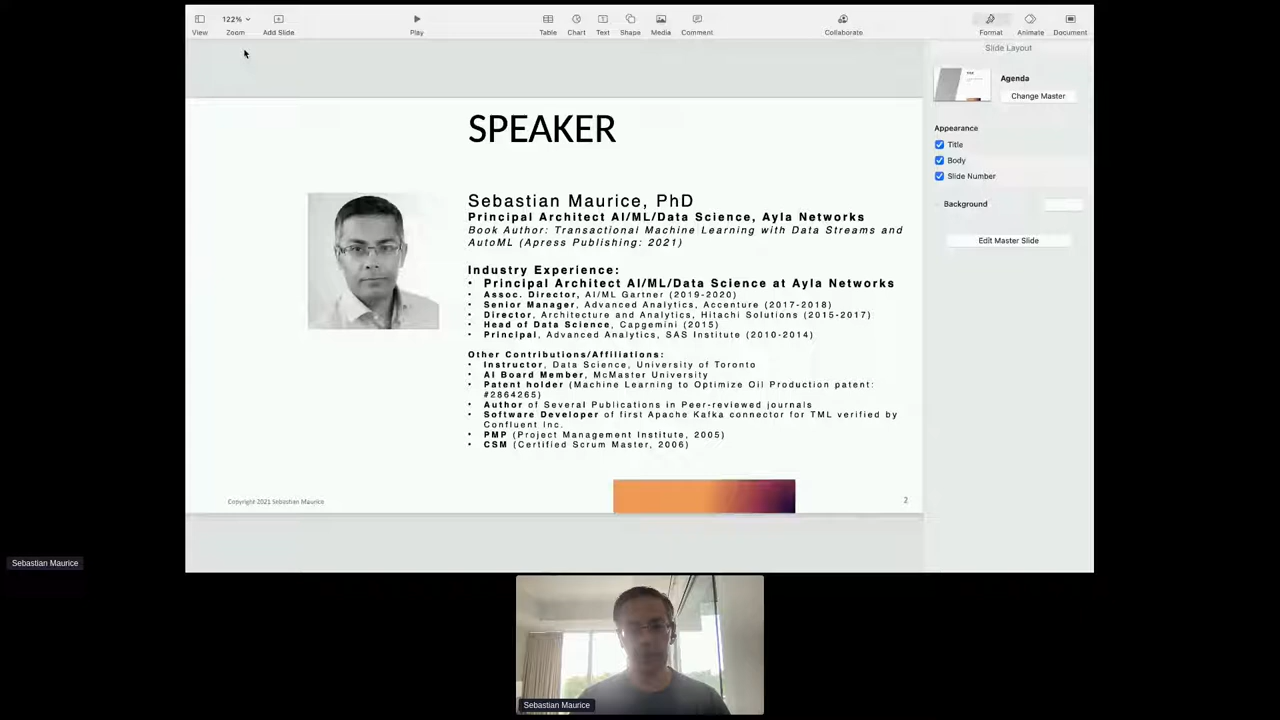 View
122%
Zoom
Add Slide
Play
Table
Chart
Text
Shape
Media
Comment
Collaborate
Format
Animate
Document
Slide Layout
Agenda
Change Master
Appearance
Title
Body
Slide Number
Background
Edit Master Slide
SPEAKER
Sebastian Maurice, PhD
Principal Architect AI/ML/Data Science, Ayla Networks
Book Author: Transactional Machine Learning with Data Streams and
AutoML (Apress Publishing: 2021)
Industry Experience:
• Principal Architect AI/ML/Data Science at Ayla Networks
• Assoc. Director, AI/ML Gartner (2019-2020)
• Senior Manager, Advanced Analytics, Accenture (2017-2018)
• Director, Architecture and Analytics, Hitachi Solutions (2015-2017)
• Head of Data Science, Capgemini (2015)
• Principal, Advanced Analytics, SAS Institute (2010-2014)
Other Contributions/Affiliations:
• Instructor, Data Science, University of Toronto
• AI Board Member, McMaster University
• Patent holder (Machine Learning to Optimize Oil Production patent:
#2864265)
• Author of Several Publications in Peer-reviewed journals
• Software Developer of first Apache Kafka connector for TML verified by
Confluent Inc.
• PMP (Project Management Institute, 2005)
• CSM (Certified Scrum Master, 2006)
Copyright 2021 Sebastian Maurice
2
Sebastian Maurice
Sebastian Maurice